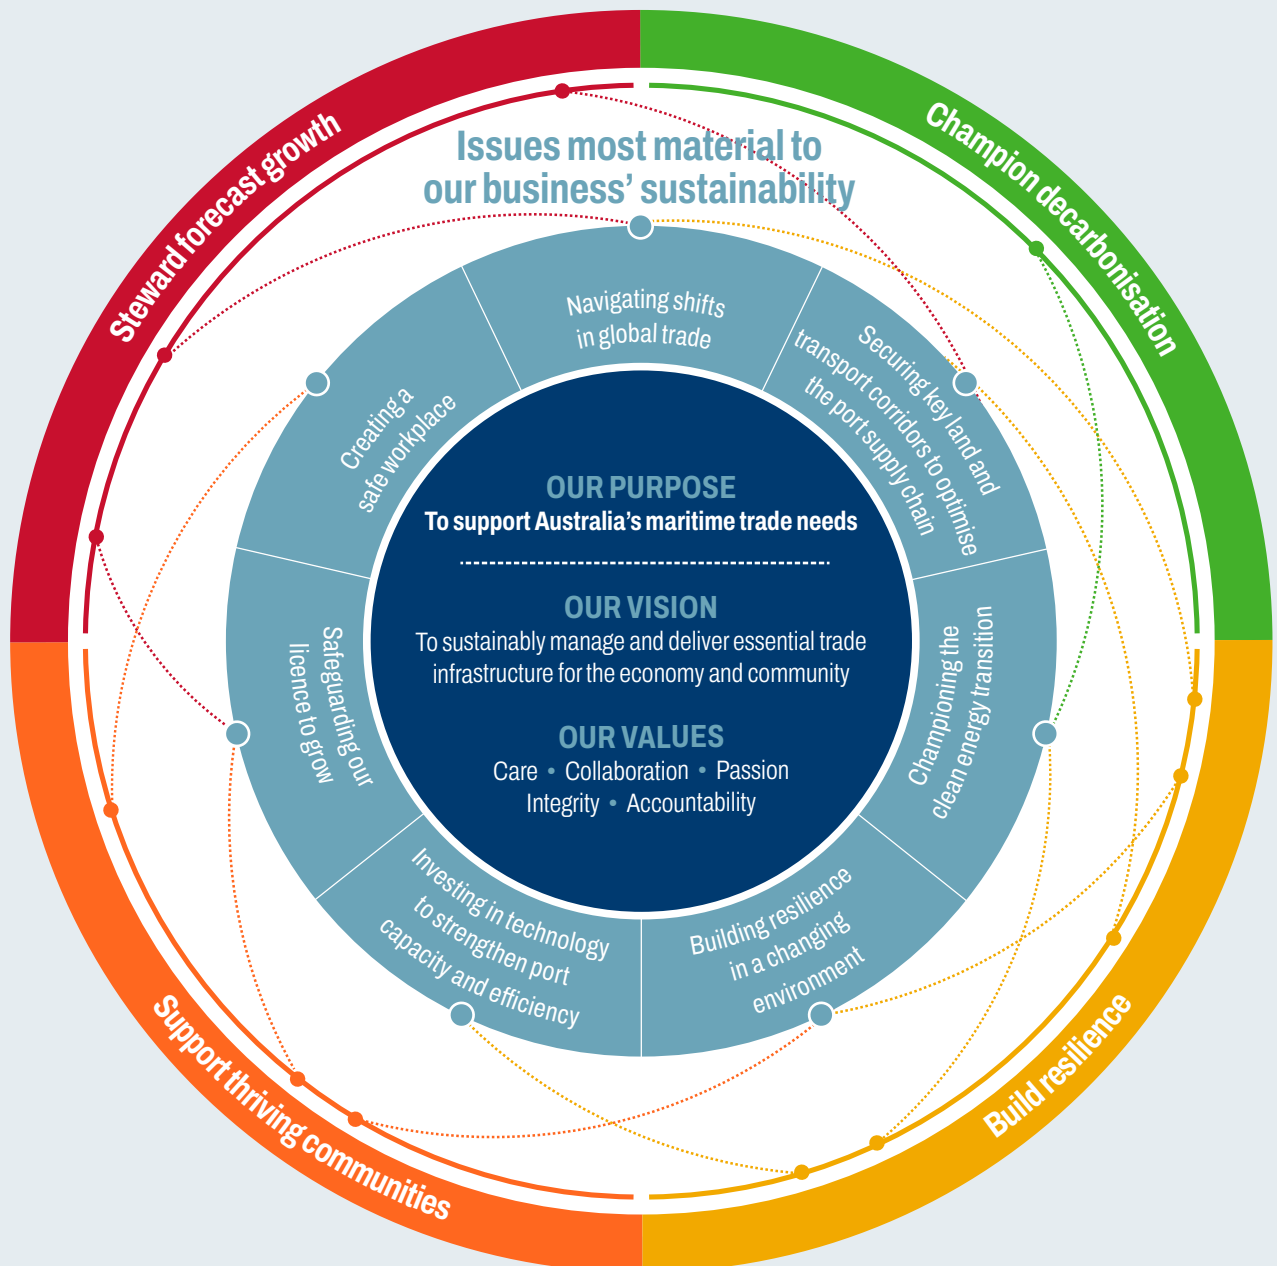 Steward forecast growth
Champion decarbonisation
Issues most material to
our business’ sustainability
Navigating shifts
in global trade
Securing key land and
transport corridors to optimise
the port supply chain
Creating a
safe workplace
OUR PURPOSE
To support Australia’s maritime trade needs
OUR VISION
To sustainably manage and deliver essential trade
infrastructure for the economy and community
OUR VALUES
Care • Collaboration • Passion
Integrity • Accountability
Championing the
clean energy transition
Safeguarding our
licence to grow
Building resilience
in a changing
environment
Investing in technology
to strengthen port
capacity and efficiency
Build resilience
Support thriving communities